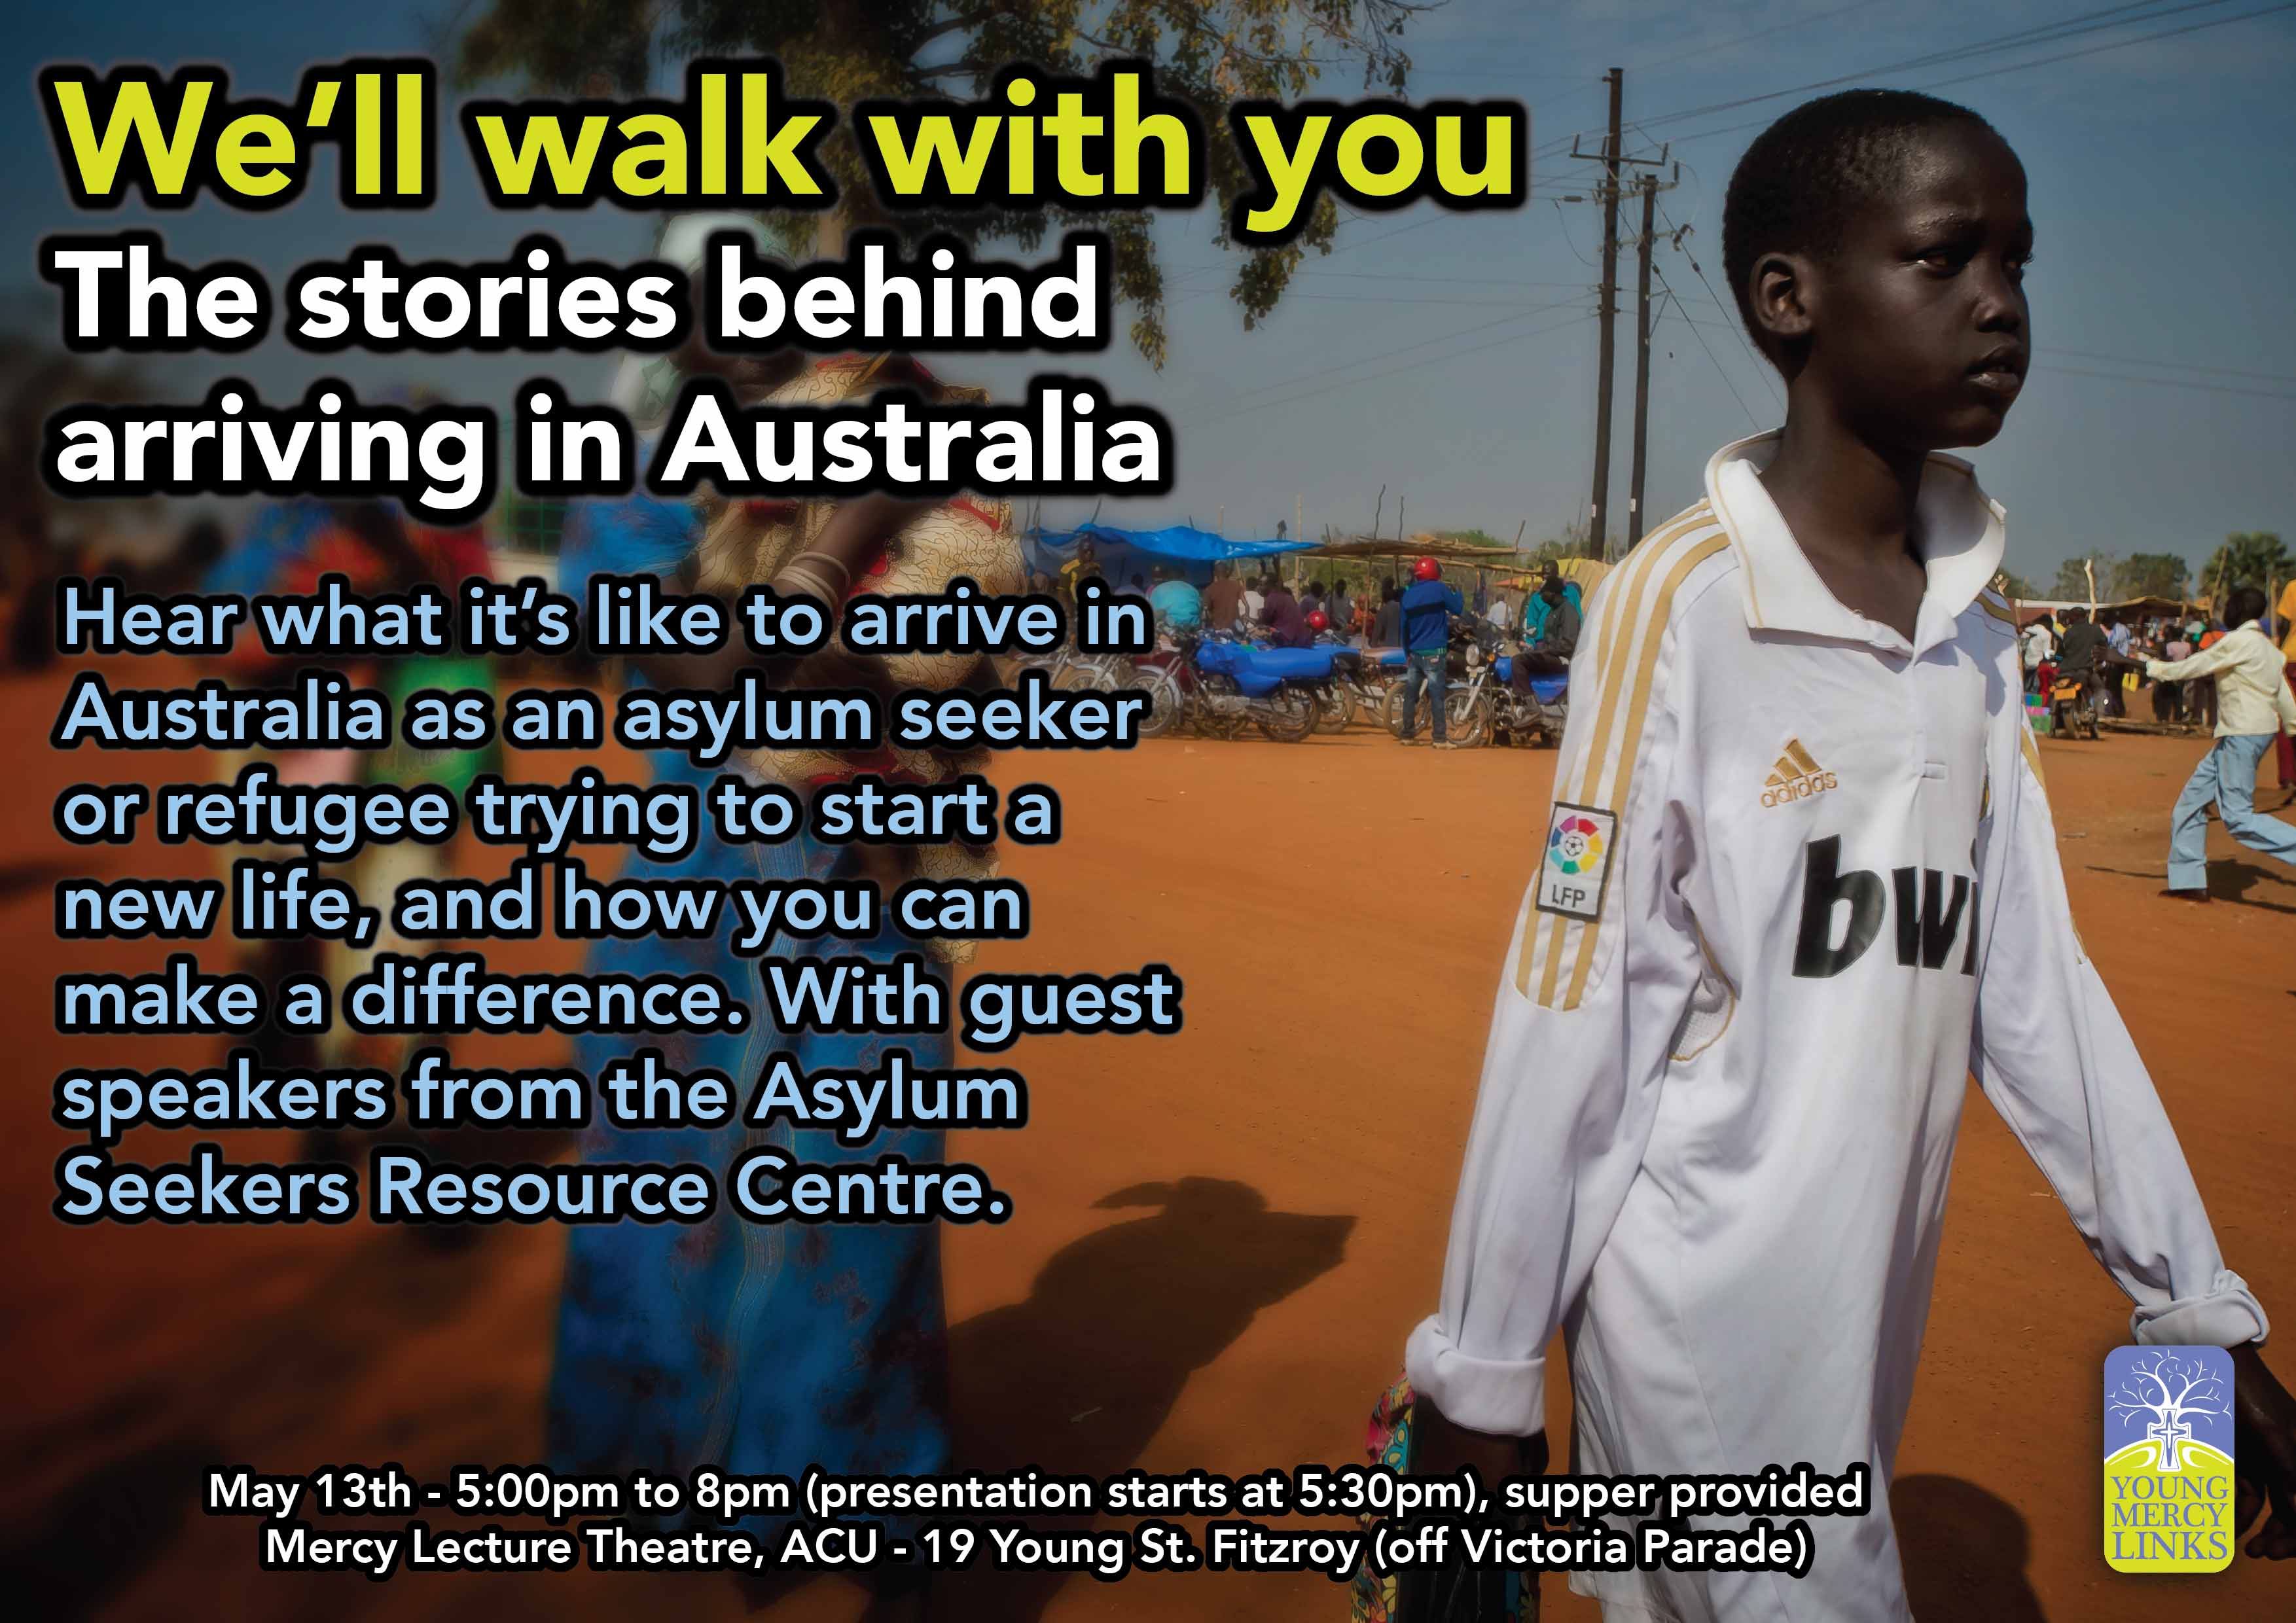 We'll walk with you
The stories behind
arriving in Australia
Hear what it's like to arrive in
Australia as an asylum seeker
or refugee trying to start a
new life, and how you can
make a difference. With guest
speakers from the Asylum
Seekers Resource Centre.
adidas
LFP
bwi
May 13th - 5:00pm to 8pm (presentation starts at 5:30pm), supper provided
Mercy Lecture Theatre, ACU - 19 Young St. Fitzroy (off Victoria Parade)
YOUNG
MERCY
LINKS